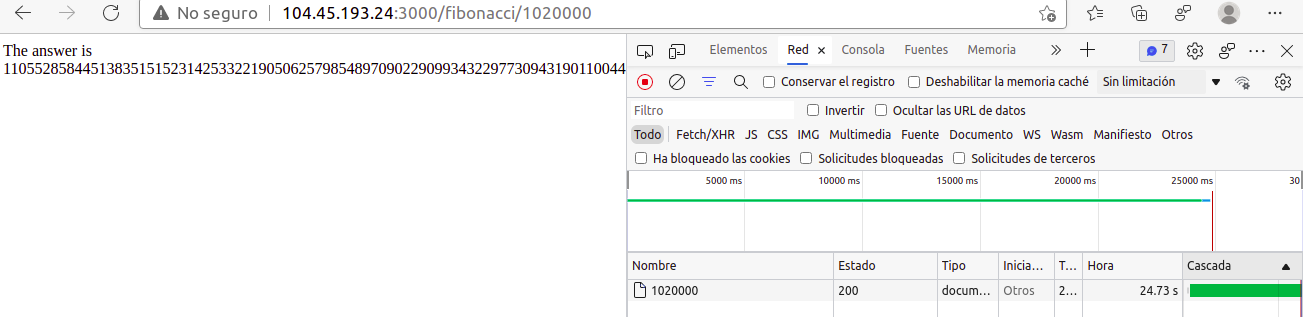 No seguro 104.45.193.24:3000/fibonacci/1020000
The answer is
11055285844513835151523142533221905062579854897090229099343229773094319011 0044
Elementos Red Consola Fuentes Memoria 7
Conservar el registro Deshabilitar la memoria caché Sin limitación
Filtro Invertir Ocultar las URL de datos
Todo Fetch/XHR JS CSS IMG Multimedia Fuente Documento WS Wasm Manifiesto Otros
Ha bloqueado las cookies Solicitudes bloqueadas Solicitudes de terceros
5000 ms 10000 ms 15000 ms 20000 ms 25000 ms 30
Nombre Estado Tipo Inicia... T... Hora Cascada
1020000 200 docum... Otros 2... 24.73 s